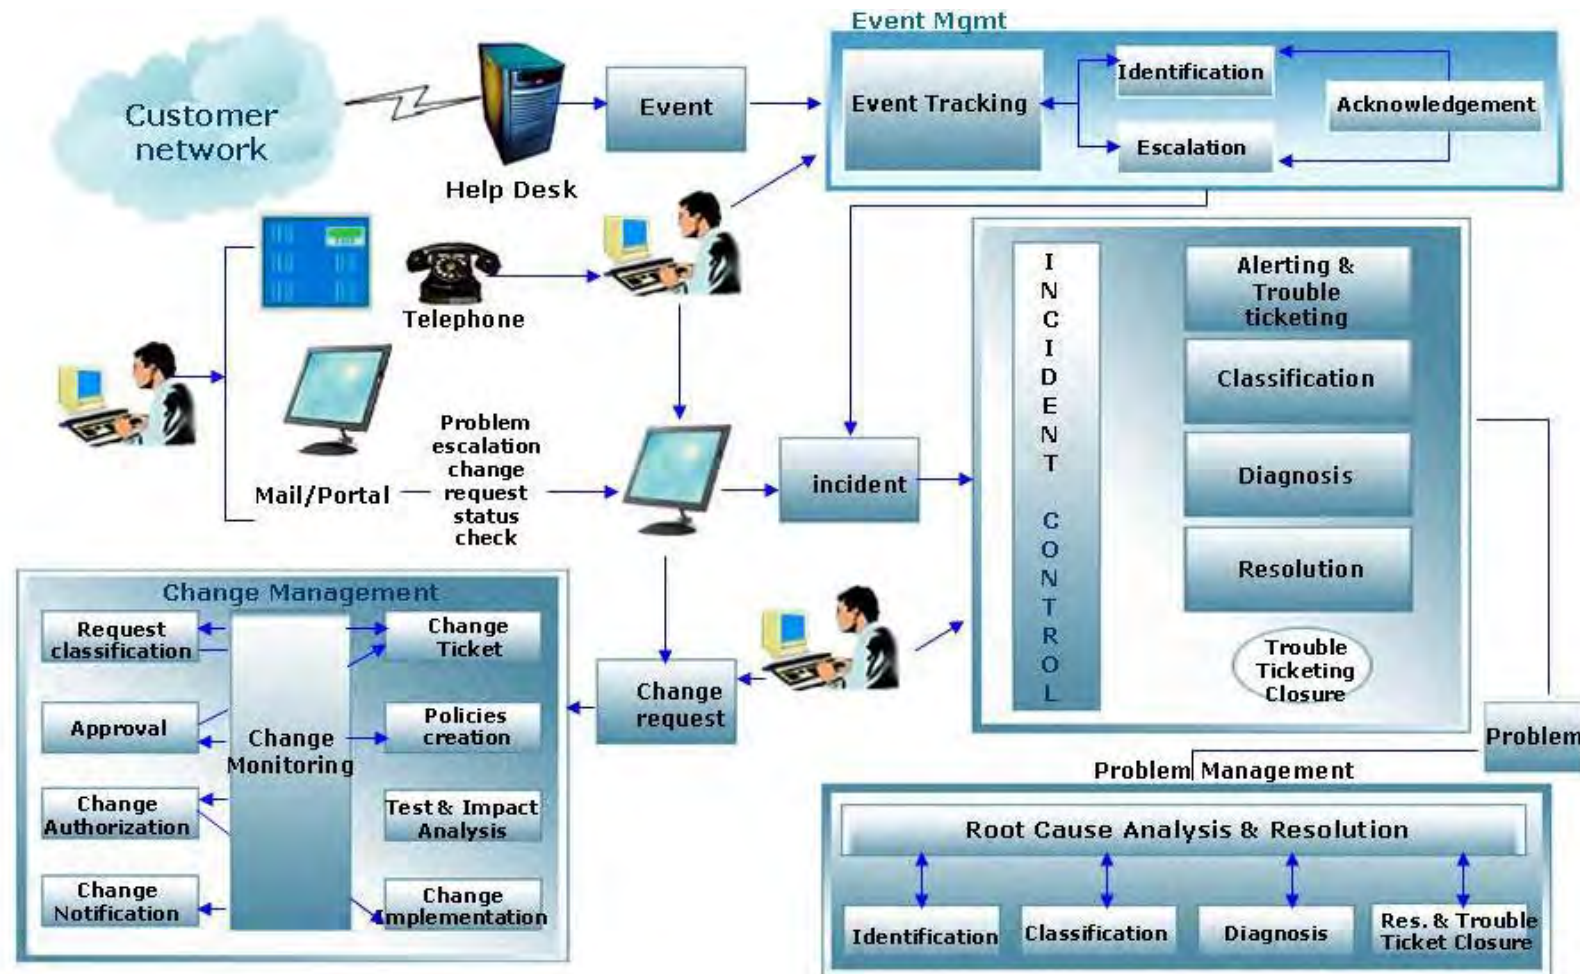 Event Mgmt
Customer
network
Event
Event Tracking
Identification
Escalation
Acknowledgement
Help Desk
Telephone
Mail/Portal
Problem
escalation
change
request
status
check
incident
I
N
C
I
D
E
N
T
C
O
N
T
R
O
L
Alerting &
Trouble
ticketing
Classification
Diagnosis
Resolution
Trouble
Ticketing
Closure
Change
request
Change Management
Request
classification
Approval
Change
Authorization
Change
Notification
Change
Monitoring
Change
Ticket
Policies
creation
Test & Impact
Analysis
Change
Implementation
Problem
Problem Management
Root Cause Analysis & Resolution
Identification
Classification
Diagnosis
Res. & Trouble
Ticket Closure